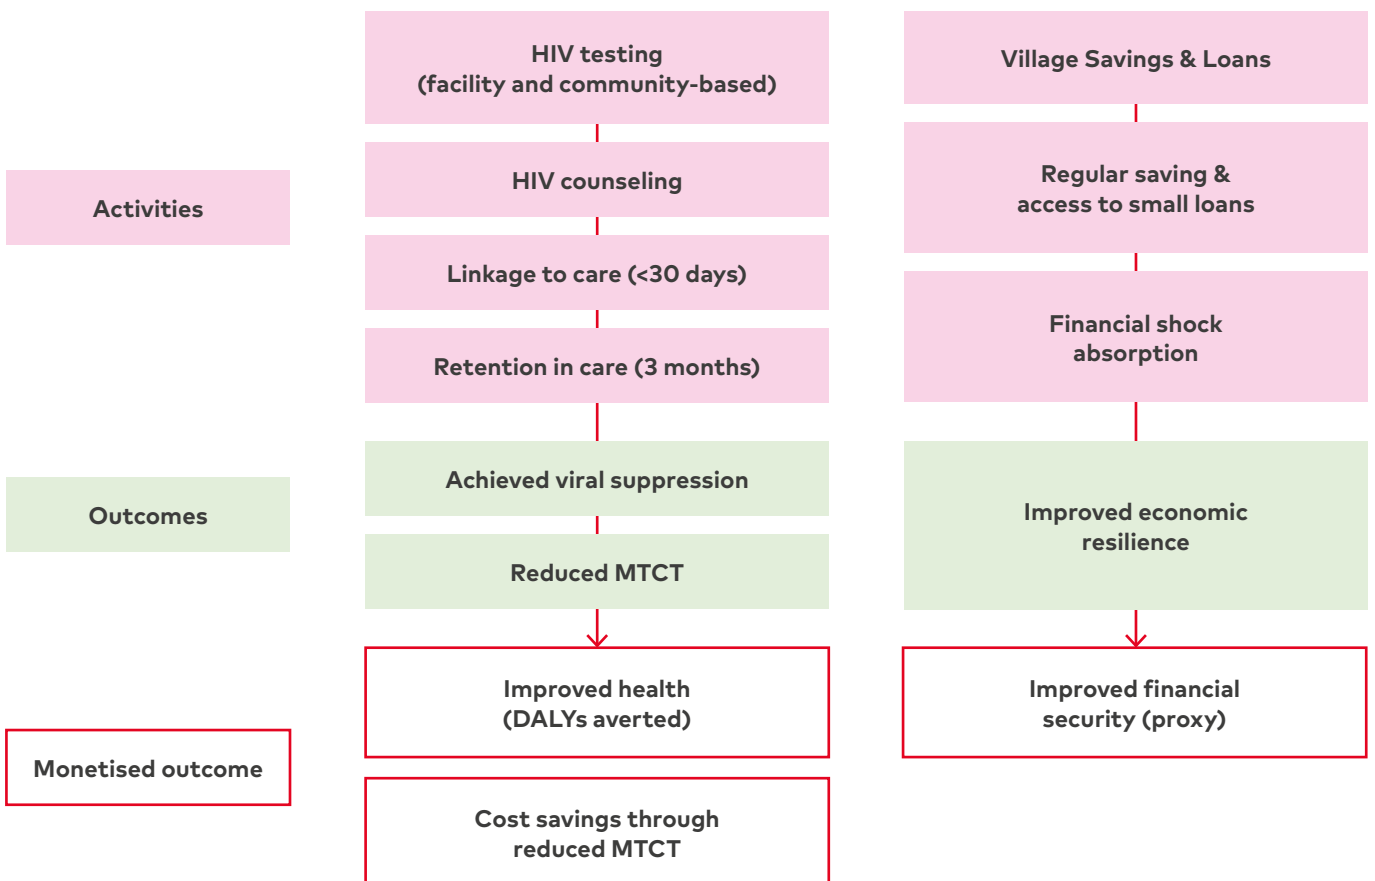 Activities
Outcomes
Monetised outcome
HIV testing
(facility and community-based)
HIV counseling
Linkage to care (<30 days)
Retention in care (3 months)
Achieved viral suppression
Reduced MTCT
Improved health
(DALYs averted)
Cost savings through
reduced MTCT
Village Savings & Loans
Regular saving &
access to small loans
Financial shock
absorption
Improved economic
resilience
Improved financial
security (proxy)